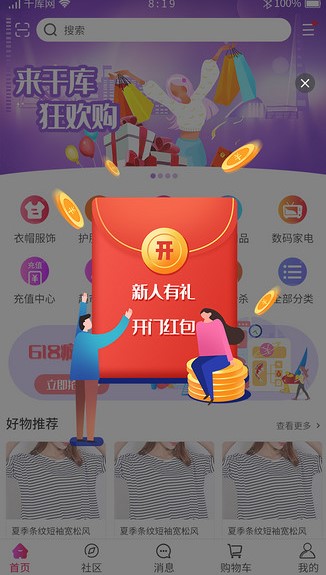 千库网
8:19
100%
搜索
来千库
狂欢购
衣帽服饰
护
品
数码家电
充值
充值中心
杀
全部分类
开
新人有礼
开门红包
618
立即
好物推荐
查看更多 >
夏季条纹短袖宽松风
夏季条纹短袖宽松风
夏季条纹短袖宽松风
首页
社区
消息
购物车
我的